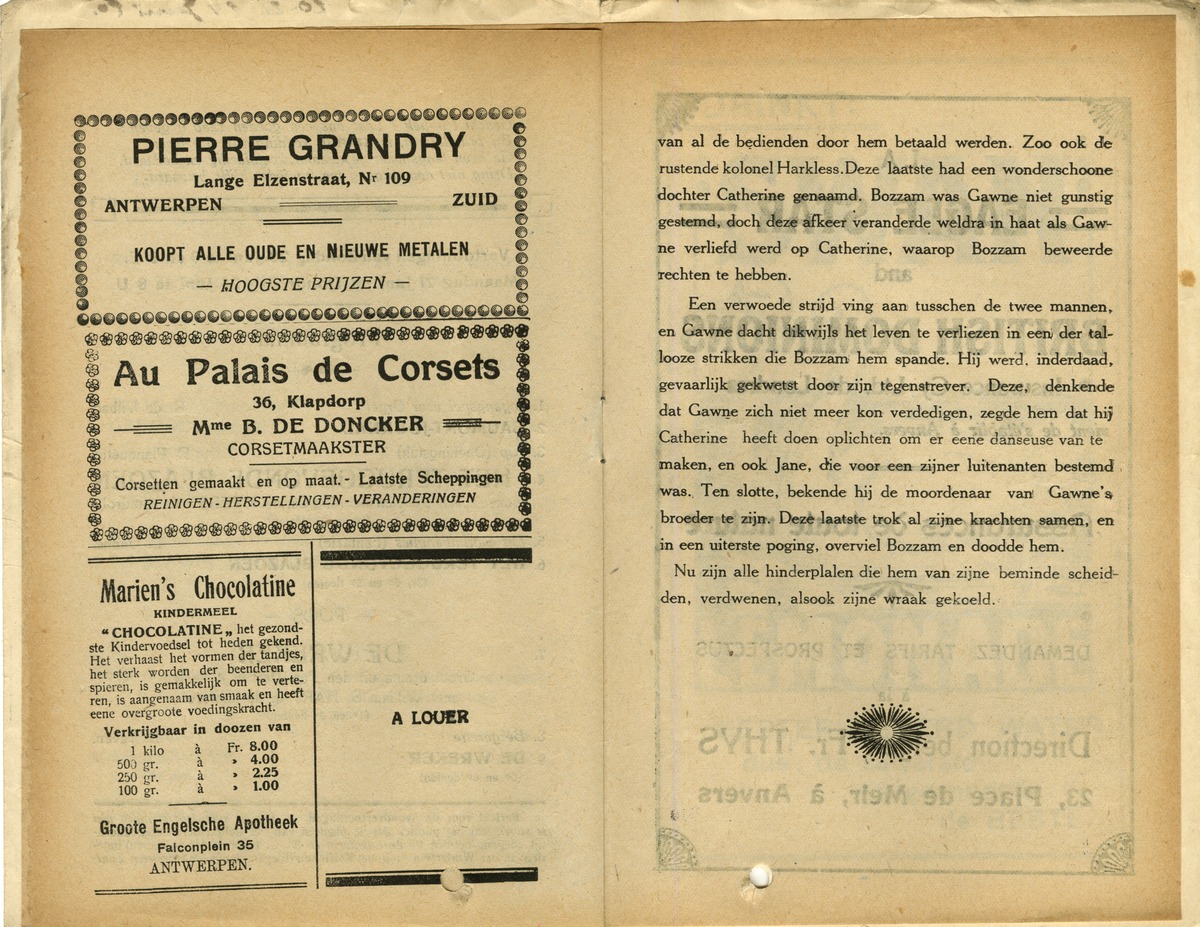 PIERRE GRANDRY
Lange Elzenstraat, Nr 109
ANTWERPEN ZUID
KOOPT ALLE OUDE EN NIEUWE METALEN
— HOOGSTE PRIJZEN —
Au Palais de Corsets
36, Klapdorp
Mme B. DE DONCKER
CORSETMAAKSTER
Corsetten gemaakt en op maat. - Laatste Scheppingen
REINIGEN - HERSTELLINGEN - VERANDERINGEN
Marien's Chocolatine
KINDERMEEL
“ CHOCOLATINE „ het gezond-
ste Kindervoedsel tot heden gekend.
Het verhaast het vormen der tandjes,
het sterk worden der beenderen en
spieren, is gemakkelijk om te verte-
ren, is aangenaam van smaak en heeft
eene overgroote voedingskracht.
Verkrijgbaar in doozen van
1 kilo à Fr. 8.00
500 gr. à » 4.00
250 gr. à » 2.25
100 gr. à » 1.00
Groote Engelsche Apotheek
Falconplein 35
ANTWERPEN.
A LOUER
van al de bedienden door hem betaald werden. Zoo ook de
rustende kolonel Harkless. Deze laatste had een wonderschoone
dochter Catherine genaamd. Bozzam was Gawne niet gunstig
gestemd, doch deze afkeer veranderde weldra in haat als Gaw-
ne verliefd werd op Catherine, waarop Bozzam beweerde
rechten te hebben.
Een verwoede strijd ving aan tusschen de twee mannen,
en Gawne dacht dikwijls het leven te verliezen in een der tal-
looze strikken die Bozzam hem spande. Hij werd. inderdaad,
gevaarlijk gekwetst door zijn tegenstrever. Deze, denkende
dat Gawne zich niet meer kon verdedigen, zegde hem dat hij
Catherine heeft doen oplichten om er eene danseuse van te
maken, en ook Jane, die voor een zijner luitenanten bestemd
was. Ten slotte, bekende hij de moordenaar van Gawne's
broeder te zijn. Deze laatste trok al zijne krachten samen, en
in een uiterste poging, overviel Bozzam en doodde hem.
Nu zijn alle hinderplalen die hem van zijne beminde scheid-
den, verdwenen, alsook zijne wraak gekoeld.